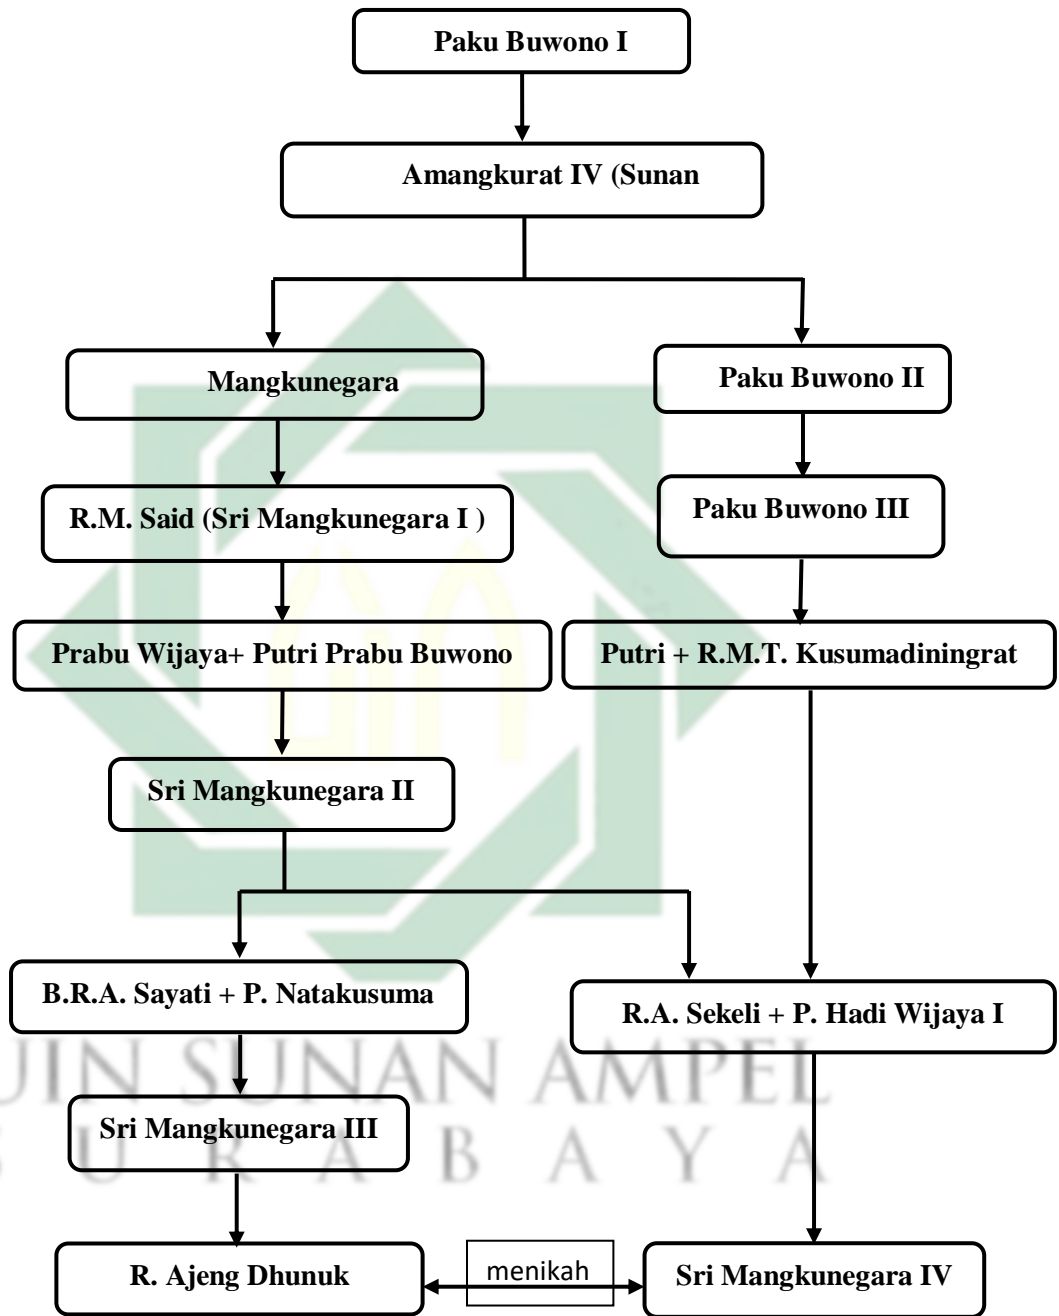 Paku Buwono I
Amangkurat IV (Sunan
Mangkunegara
Paku Buwono II
R.M. Said (Sri Mangkunegara I )
Paku Buwono III
Prabu Wijaya+ Putri Prabu Buwono
Putri + R.M.T. Kusumadiningrat
Sri Mangkunegara II
B.R.A. Sayati + P. Natakusuma
R.A. Sekeli + P. Hadi Wijaya I
UIN SUNAN AMPEL
S U R A B A Y A
Sri Mangkunegara III
R. Ajeng Dhunuk
menikah
Sri Mangkunegara IV